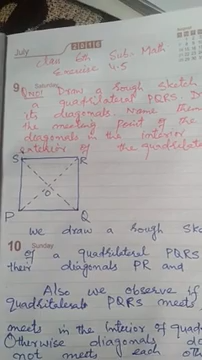 July 2016
Class 6th Sub. Math
Exercise 4.5
9 Saturday
Draw a rough sketch
a quadrilateral PQRS. D
its diagonals. Name them
the meeting point of the
diagonals in the interior
exterior of the quadrilate
S R
O
P Q
we draw a rough ske
10 Sunday
of a quadrilateral PQRS
their diagonals PR and
Also we observe if
quadrilateral PQRS meets
meets in the Interior of quad
Otherwise diagonals do
not meets each oth